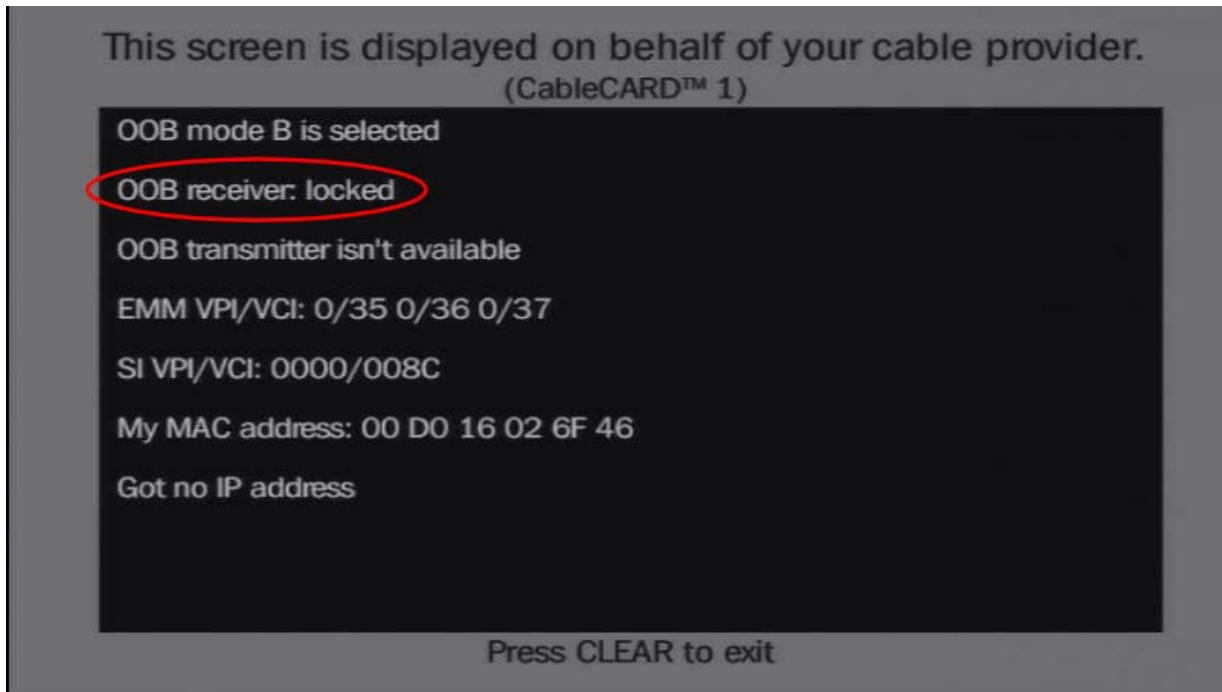 This screen is displayed on behalf of your cable provider.
(CableCARD™ 1)
OOB mode B is selected
OOB receiver: locked
OOB transmitter isn't available
EMM VPI/VCI: 0/35 0/36 0/37
SI VPI/VCI: 0000/008C
My MAC address: 00 D0 16 02 6F 46
Got no IP address
Press CLEAR to exit